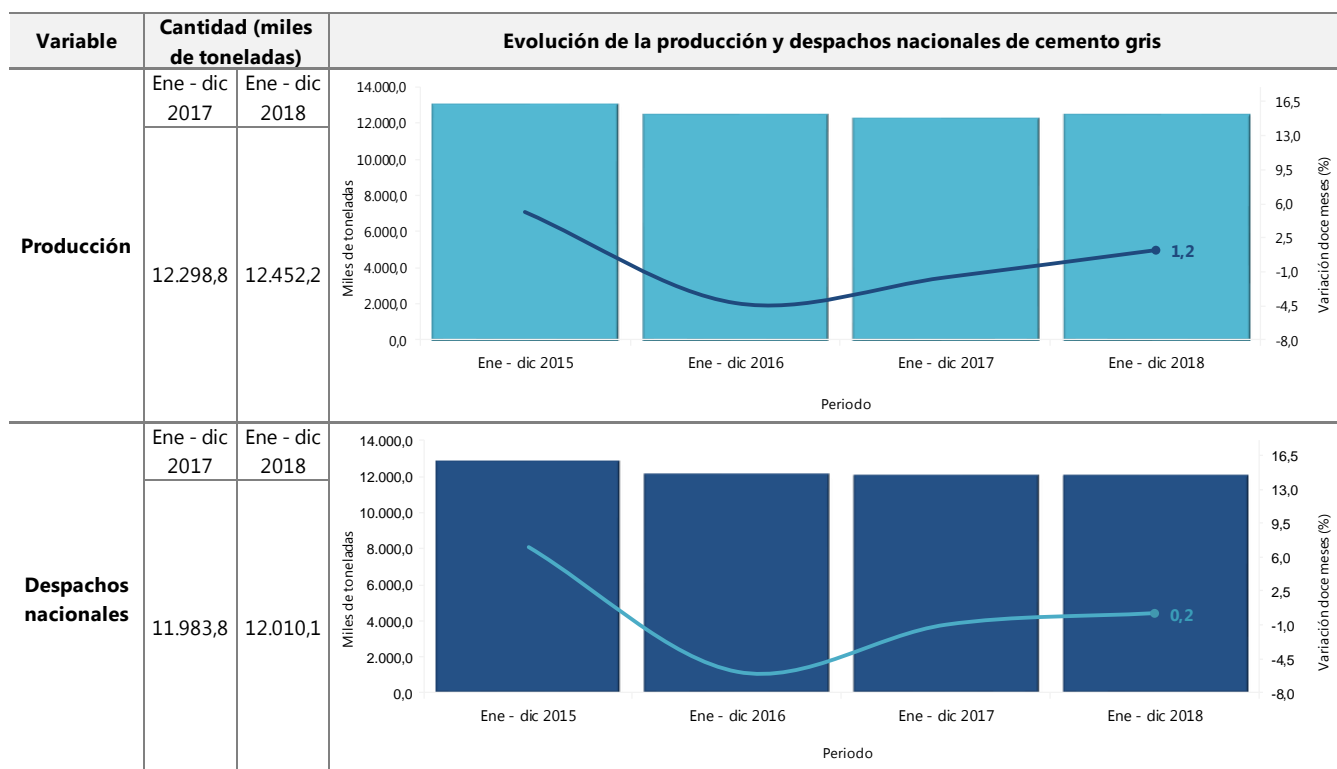 Variable
Cantidad (miles
de toneladas)
Evolución de la producción y despachos nacionales de cemento gris
Producción
Ene - dic
2017
Ene - dic
2018
12.298,8
12.452,2
Miles de toneladas
14.000,0
12.000,0
10.000,0
8.000,0
6.000,0
4.000,0
2.000,0
0,0
1,2
16,5
13,0
9,5
6,0
2,5
-1,0
-4,5
-8,0
Variación doce meses (%)
Ene - dic 2015
Ene - dic 2016
Ene - dic 2017
Ene - dic 2018
Periodo
Despachos
nacionales
Ene - dic
2017
Ene - dic
2018
11.983,8
12.010,1
Miles de toneladas
14.000,0
12.000,0
10.000,0
8.000,0
6.000,0
4.000,0
2.000,0
0,0
0,2
16,5
13,0
9,5
6,0
2,5
-1,0
-4,5
-8,0
Variación doce meses (%)
Ene - dic 2015
Ene - dic 2016
Ene - dic 2017
Ene - dic 2018
Periodo